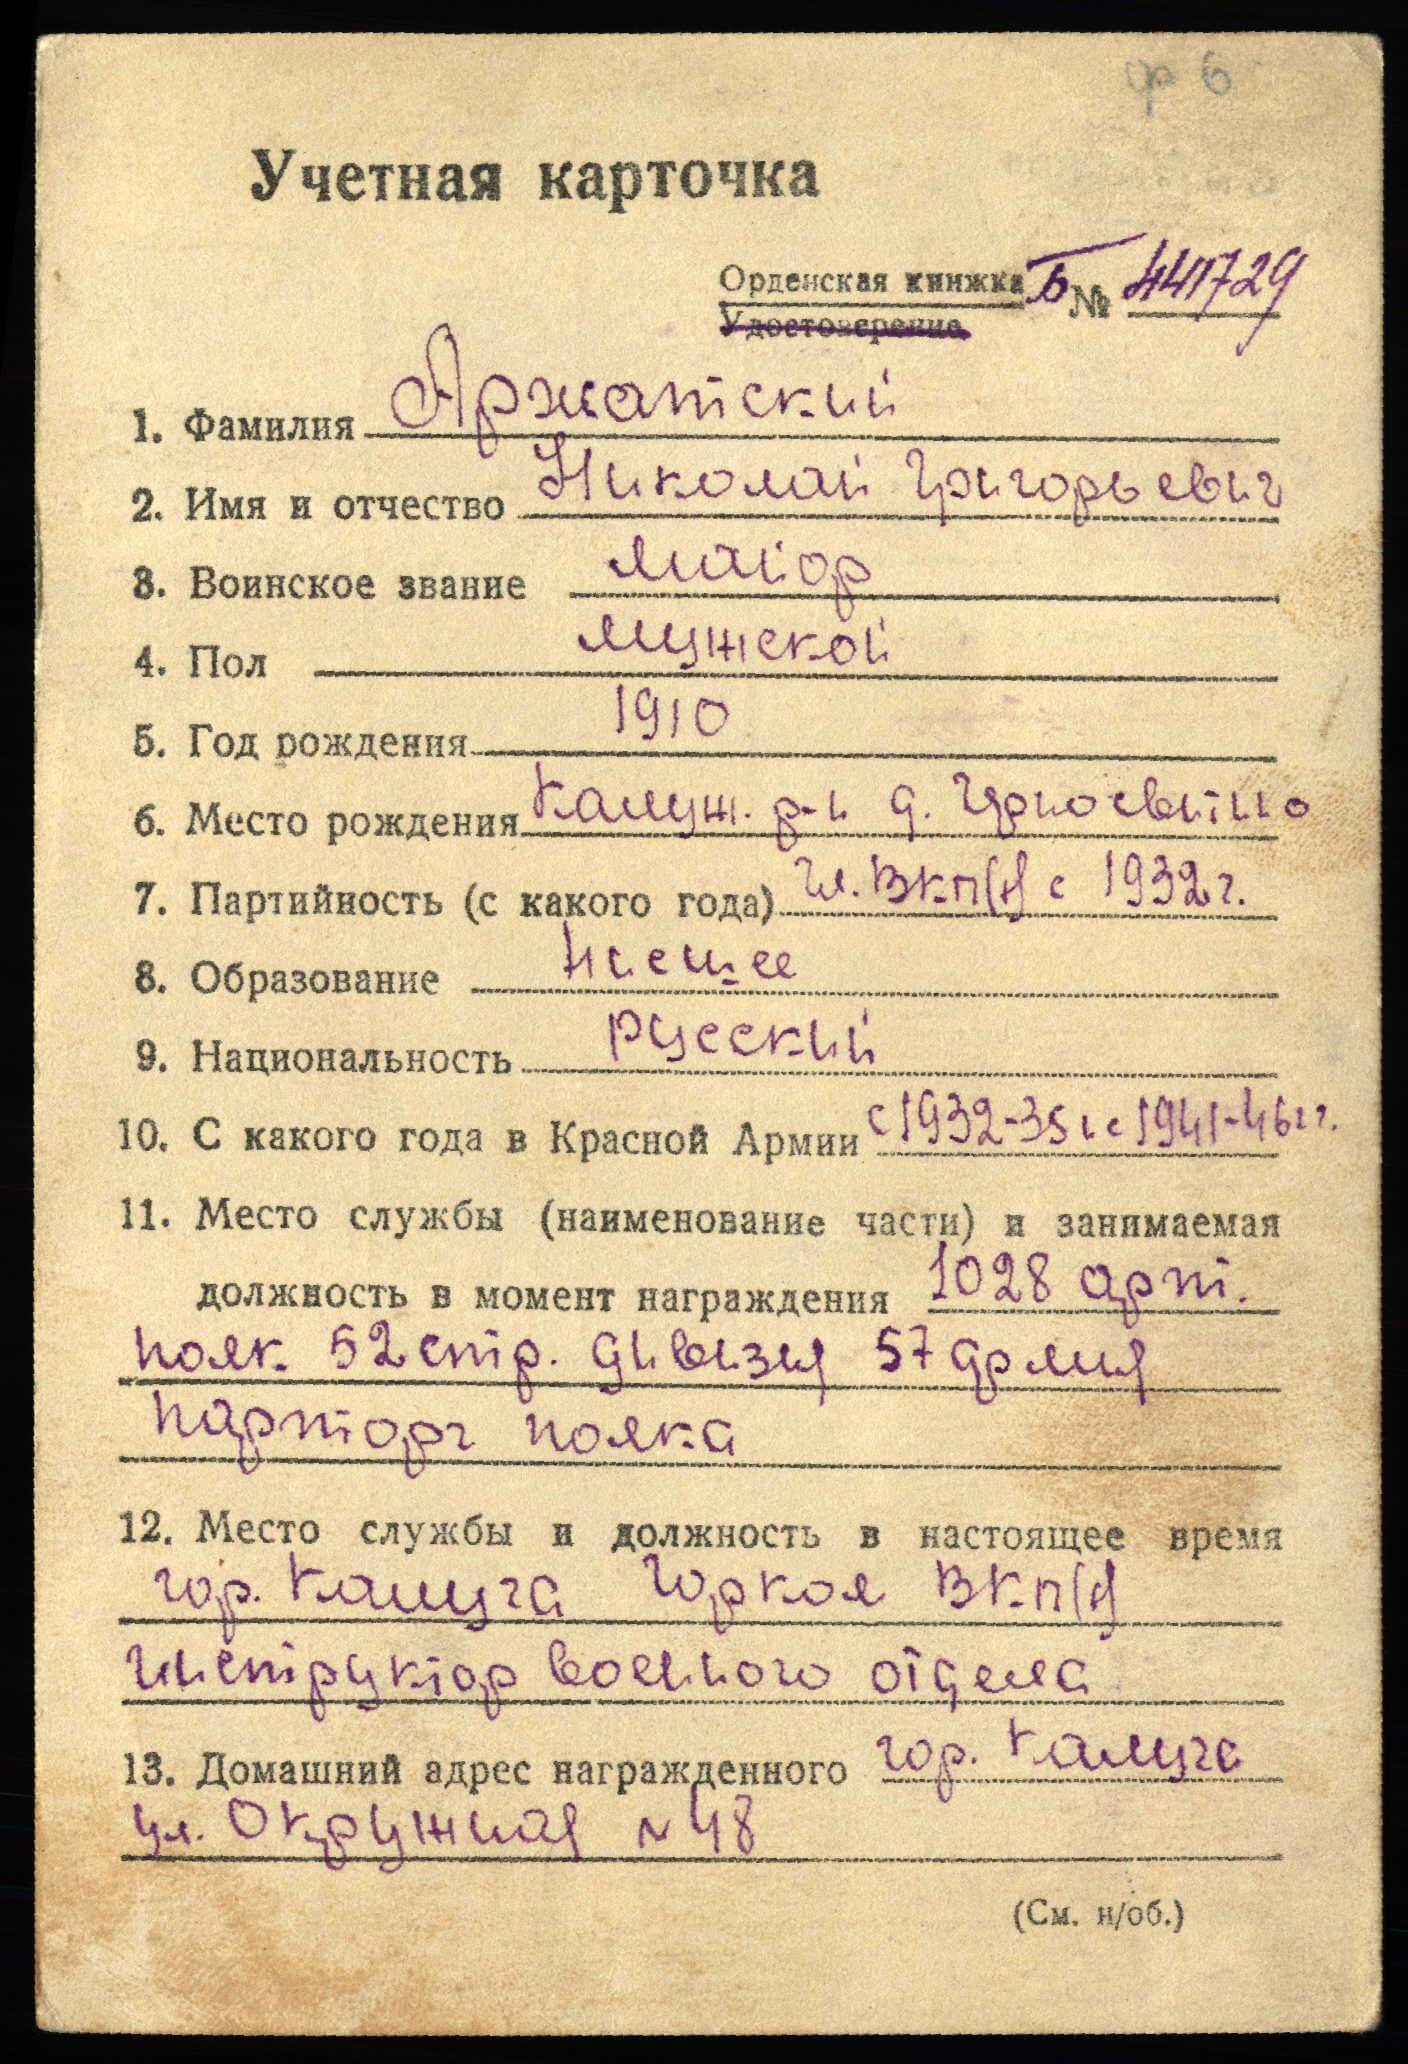 ф 6
Учетная карточка
Орденская книжка Б № 441729
Удостоверение
1. Фамилия Аржатский
2. Имя и отчество Николай Григорьевич
3. Воинское звание майор
4. Пол мужской
5. Год рождения 1910
6. Место рождения Калуж. р-н д.
7. Партийность (с какого года) чл. ВКП(б) с 1932 г.
8. Образование
9. Национальность русский
10. С какого года в Красной Армии с 1932-35 и с 1941-46 гг.
11. Место службы (наименование части) и занимаемая
должность в момент награждения 1028 арт.
полк 52 стр. дивизия 57 армия
парторг полка
12. Место службы и должность в настоящее время
гор. Калуга Горком ВКП(б)
инструктор военного отдела
13. Домашний адрес награжденного гор. Калуга
ул. Окружная № 48
(См. н/об.)